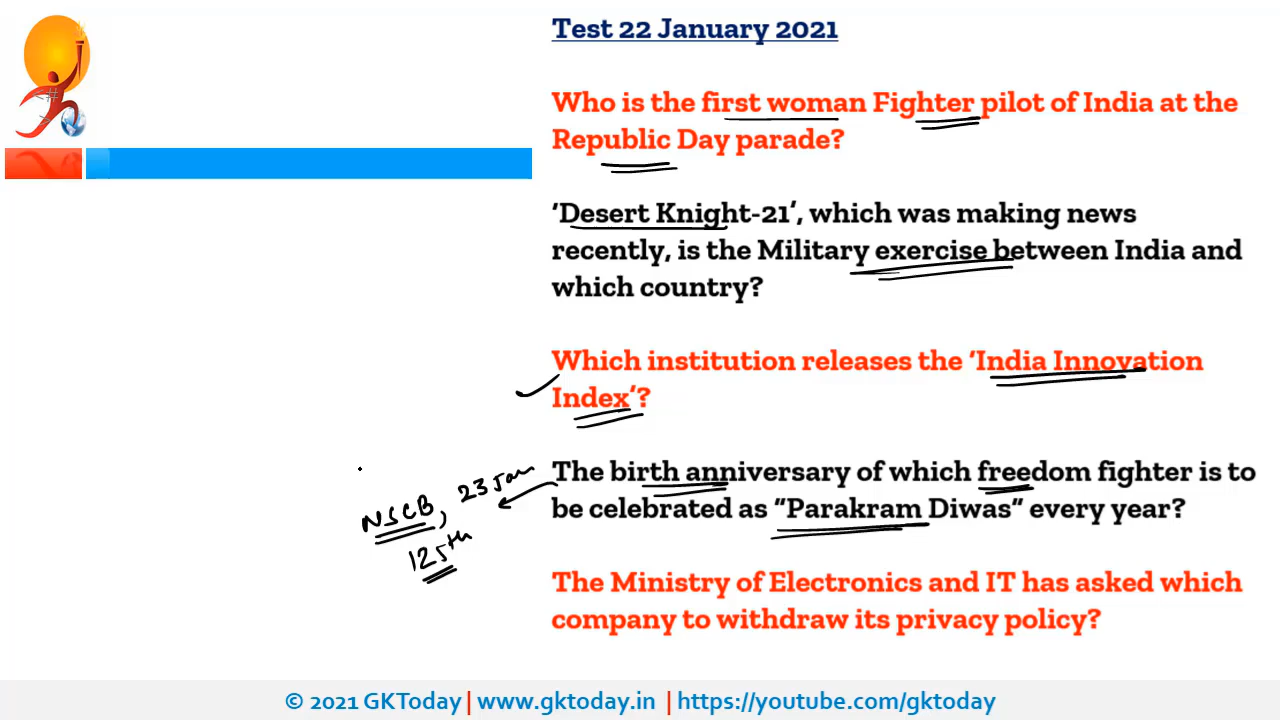 Test 22 January 2021
Who is the first woman Fighter pilot of India at the
Republic Day parade?
‘Desert Knight-21’, which was making news
recently, is the Military exercise between India and
which country?
Which institution releases the ‘India Innovation
Index’?
The birth anniversary of which freedom fighter is to
be celebrated as “Parakram Diwas” every year?
NSCB, 23 Jan
125th
The Ministry of Electronics and IT has asked which
company to withdraw its privacy policy?
© 2021 GKToday | www.gktoday.in | https://youtube.com/gktoday